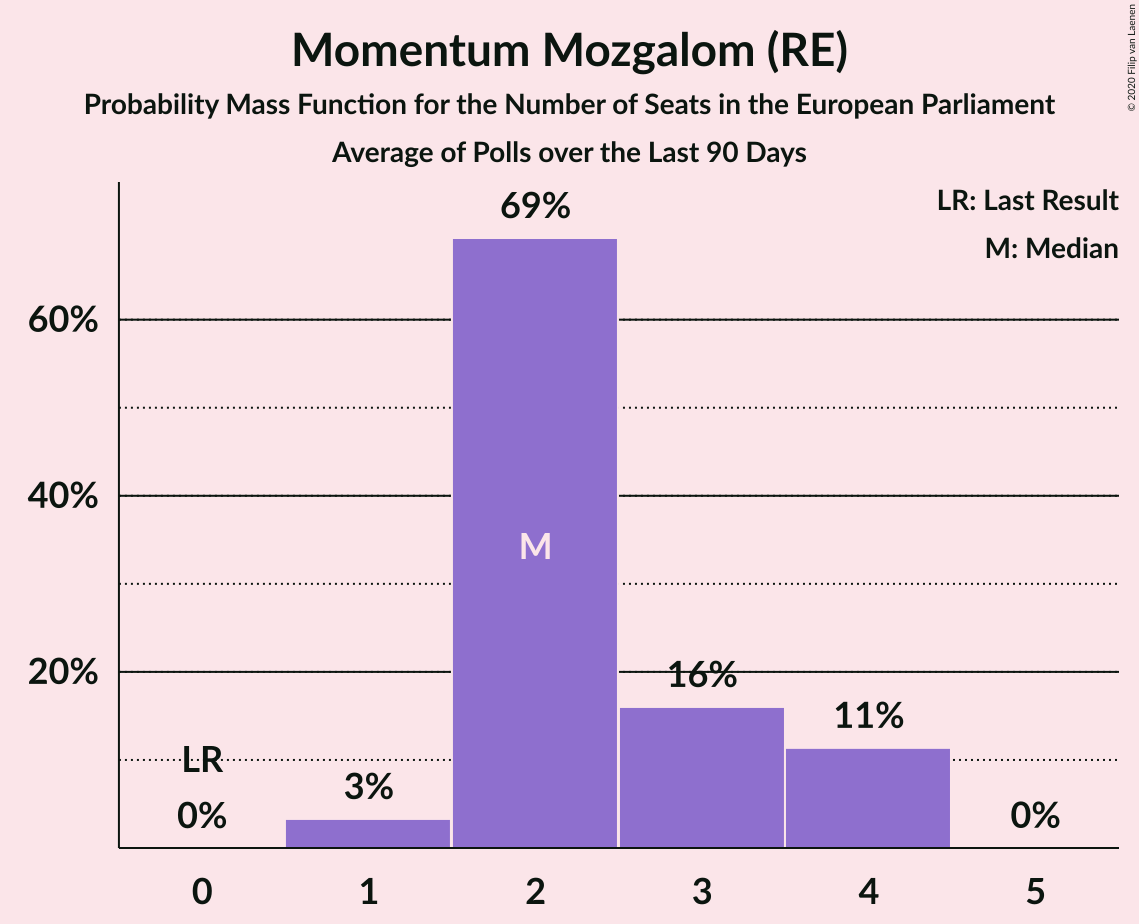 Momentum Mozgalom (RE)
Probability Mass Function for the Number of Seats in the European Parliament
Average of Polls over the Last 90 Days
© 2020 Filip van Laenen
LR: Last Result
M: Median
69%
60%
40%
M
20%
16%
11%
LR
3%
0%
0%
0 1 2 3 4 5